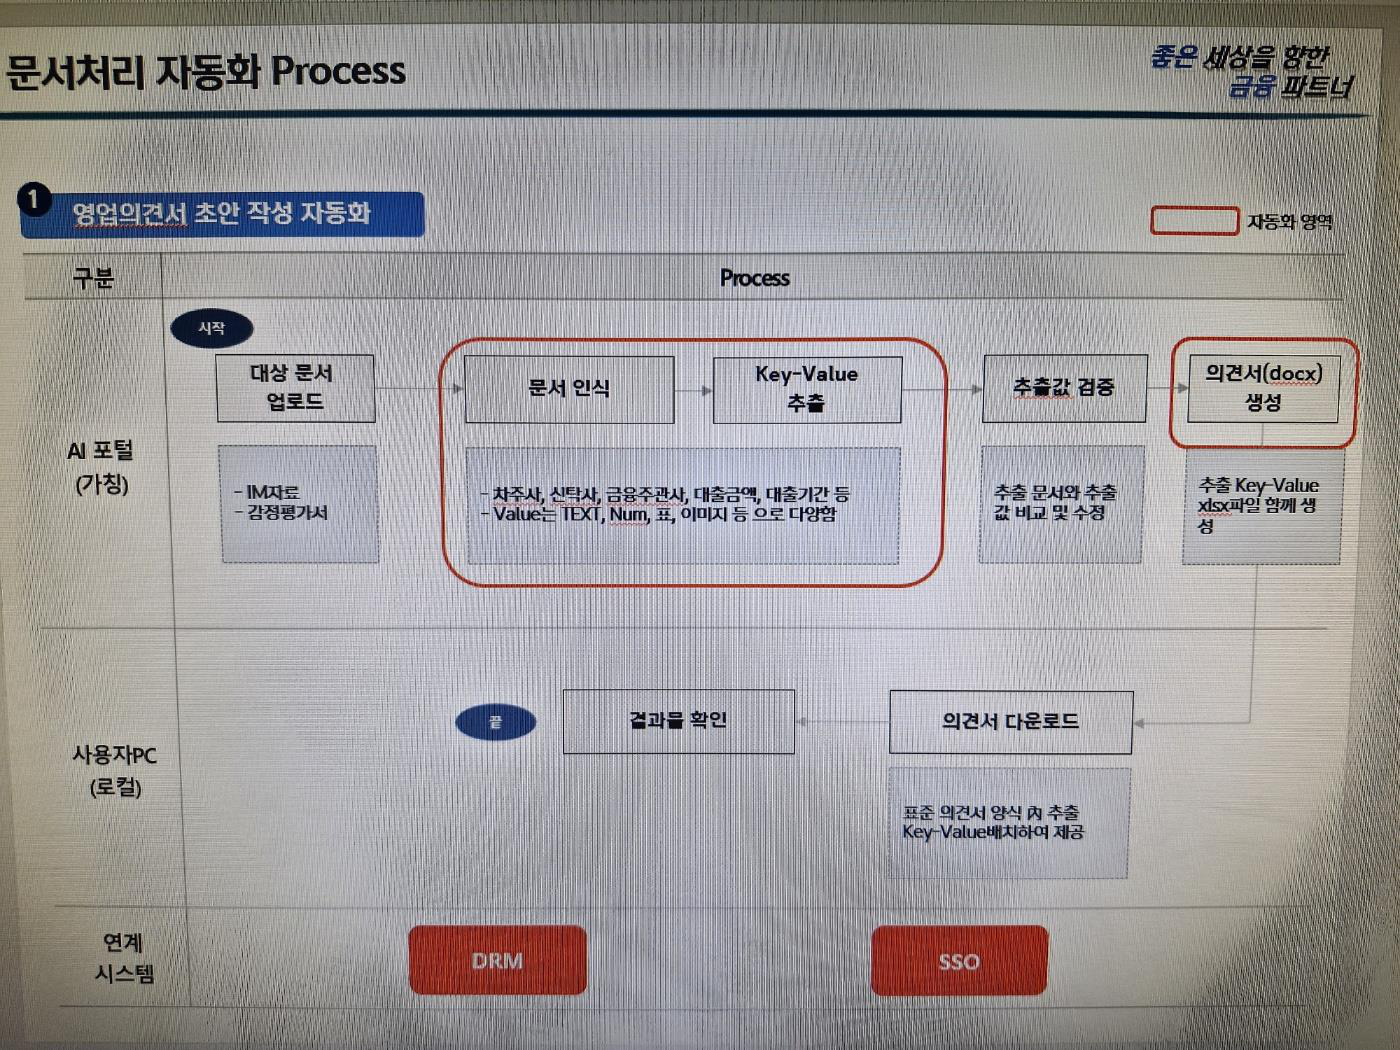 문서처리 자동화 Process
좋은 세상을 향한
금융 파트너
1
영업의견서 초안 작성 자동화
자동화 영역
구분
Process
시작
대상 문서
업로드
문서 인식
Key-Value
추출
추출값 검증
의견서(docx)
생성
AI 포털
(가칭)
- IM자료
- 감정평가서
- 차주사, 신탁사, 금융주관사, 대출금액, 대출기간 등
- Value는 TEXT, Num, 표, 이미지 등 으로 다양함
추출 문서와 추출
값 비교 및 수정
추출 Key-Value
xlsx파일 함께 생
성
사용자PC
(로컬)
끝
결과물 확인
의견서 다운로드
표준 의견서 양식 內 추출
Key-Value배치하여 제공
연계
시스템
DRM
SSO